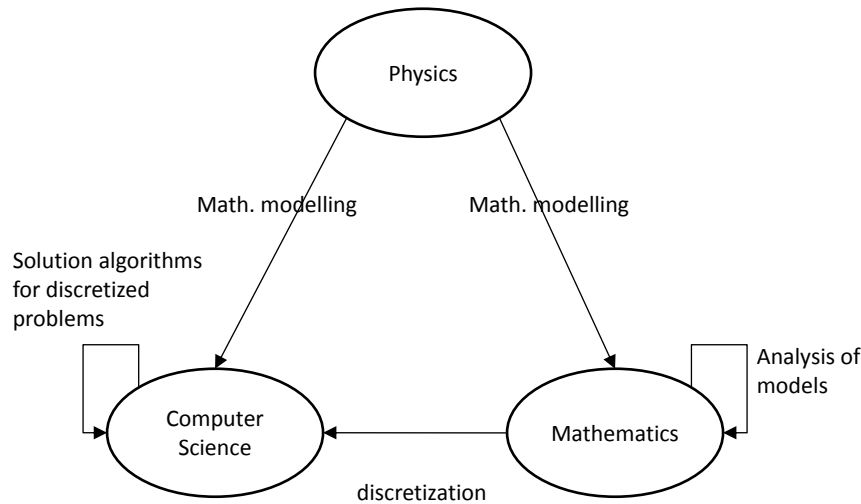 Physics
Math. modelling
Math. modelling
Solution algorithms
for discretized
problems
Analysis of
models
Computer
Science
Mathematics
discretization